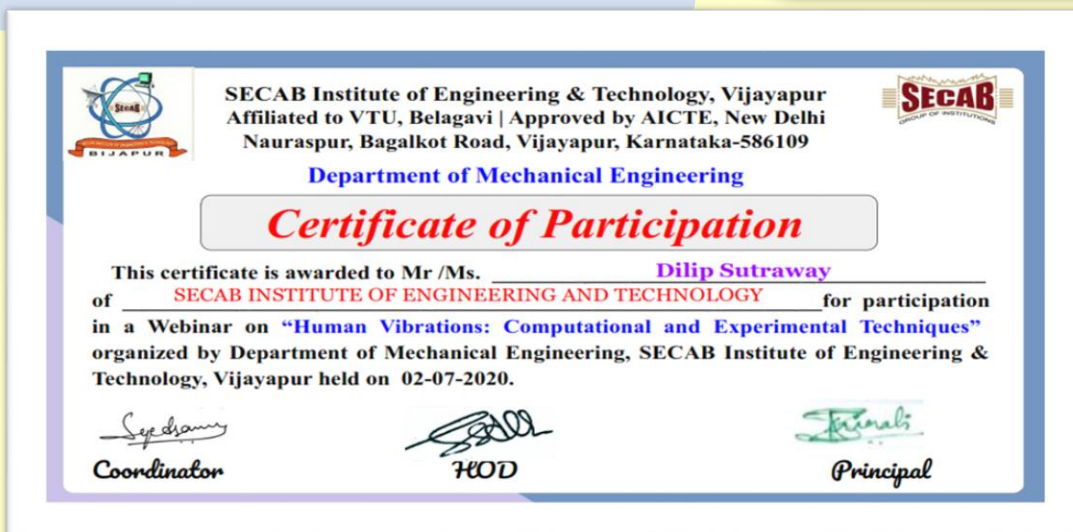 SECAB
BIJAPUR
SECAB Institute of Engineering & Technology, Vijayapur
Affiliated to VTU, Belagavi | Approved by AICTE, New Delhi
Nauraspur, Bagalkot Road, Vijayapur, Karnataka-586109
SECAB
GROUP OF INSTITUTIONS
Department of Mechanical Engineering
Certificate of Participation
This certificate is awarded to Mr /Ms. Dilip Sutraway
of SECAB INSTITUTE OF ENGINEERING AND TECHNOLOGY for participation
in a Webinar on “Human Vibrations: Computational and Experimental Techniques”
organized by Department of Mechanical Engineering, SECAB Institute of Engineering &
Technology, Vijayapur held on 02-07-2020.
Coordinator HOD Principal